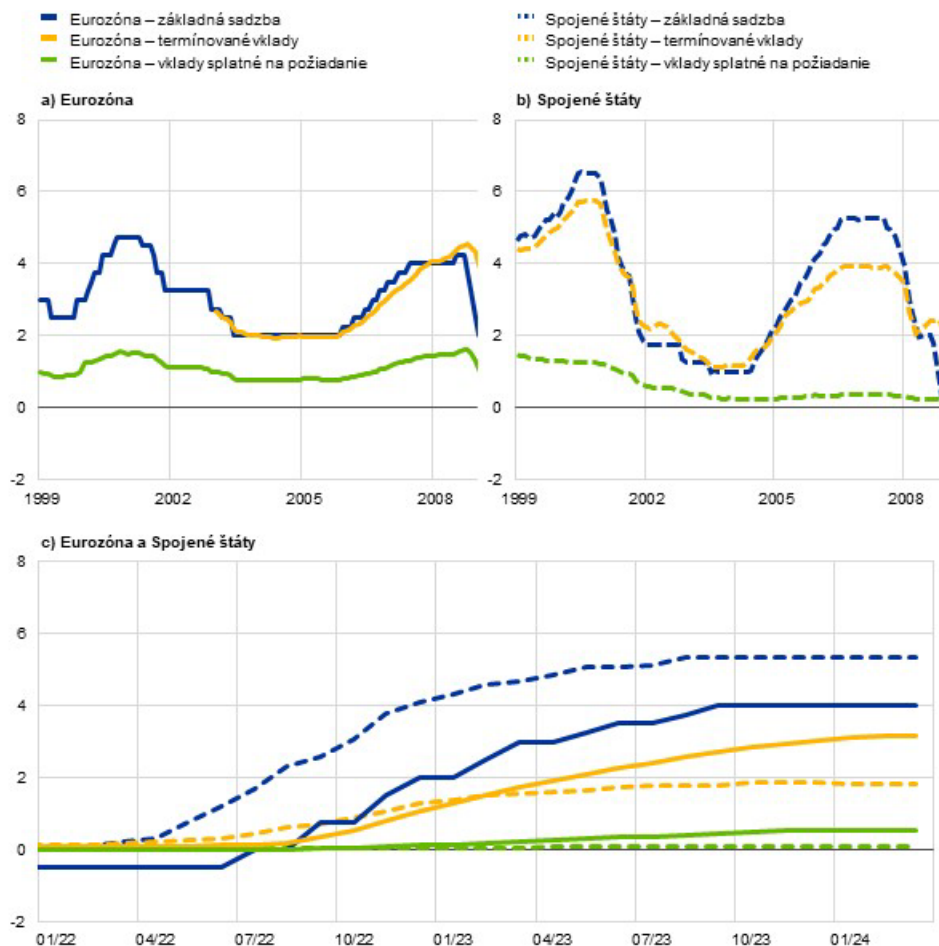 Eurozóna – základná sadzba
Eurozóna – termínované vklady
Eurozóna – vklady splatné na požiadanie
Spojené štáty – základná sadzba
Spojené štáty – termínované vklady
Spojené štáty – vklady splatné na požiadanie
a) Eurozóna
8
6
4
2
0
-2
1999 2002 2005 2008
b) Spojené štáty
8
6
4
2
0
-2
1999 2002 2005 2008
c) Eurozóna a Spojené štáty
8
6
4
2
0
-2
01/22 04/22 07/22 10/22 01/23 04/23 07/23 10/23 01/24